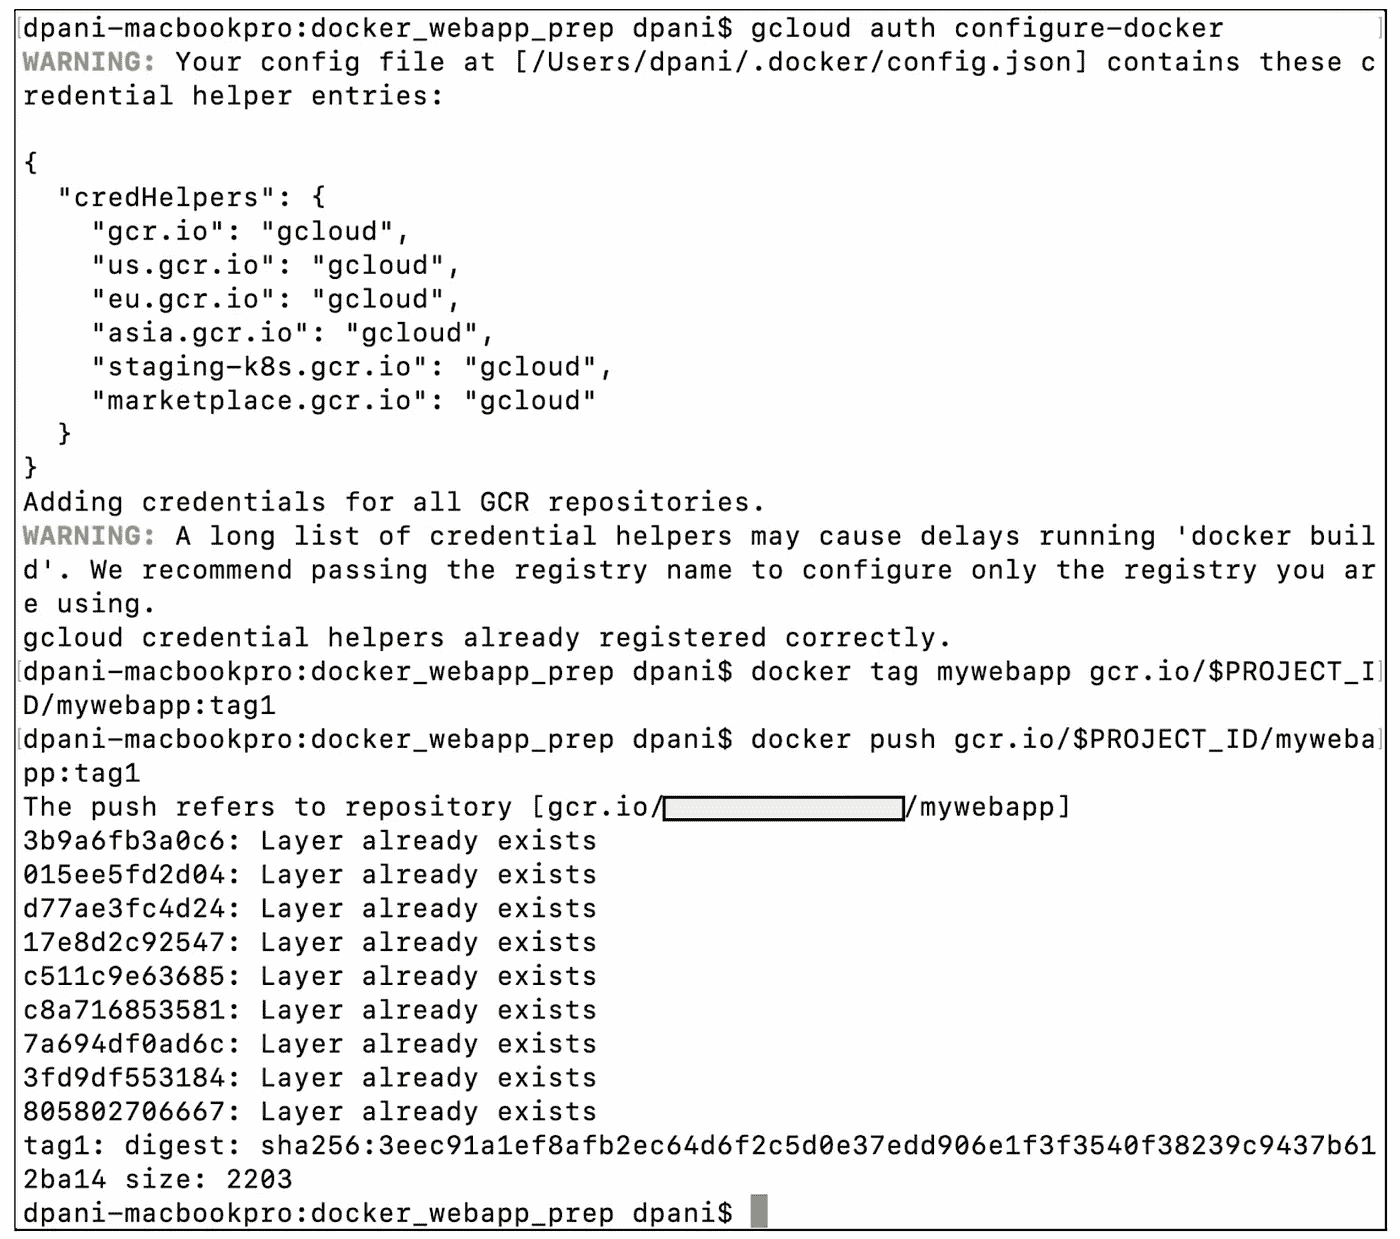 dpani-macbookpro:docker_webapp_prep dpani$ gcloud auth configure-docker
WARNING: Your config file at [/Users/dpani/.docker/config.json] contains these c
redential helper entries:
{
  "credHelpers": {
    "gcr.io": "gcloud",
    "us.gcr.io": "gcloud",
    "eu.gcr.io": "gcloud",
    "asia.gcr.io": "gcloud",
    "staging-k8s.gcr.io": "gcloud",
    "marketplace.gcr.io": "gcloud"
  }
}
Adding credentials for all GCR repositories.
WARNING: A long list of credential helpers may cause delays running 'docker buil
d'. We recommend passing the registry name to configure only the registry you ar
e using.
gcloud credential helpers already registered correctly.
dpani-macbookpro:docker_webapp_prep dpani$ docker tag mywebapp gcr.io/$PROJECT_I
D/mywebapp:tag1
dpani-macbookpro:docker_webapp_prep dpani$ docker push gcr.io/$PROJECT_ID/myweba
pp:tag1
The push refers to repository [gcr.io/ /mywebapp]
3b9a6fb3a0c6: Layer already exists
015ee5fd2d04: Layer already exists
d77ae3fc4d24: Layer already exists
17e8d2c92547: Layer already exists
c511c9e63685: Layer already exists
c8a716853581: Layer already exists
7a694df0ad6c: Layer already exists
3fd9df553184: Layer already exists
805802706667: Layer already exists
tag1: digest: sha256:3eec91a1ef8afb2ec64d6f2c5d0e37edd906e1f3f3540f38239c9437b61
2ba14 size: 2203
dpani-macbookpro:docker_webapp_prep dpani$